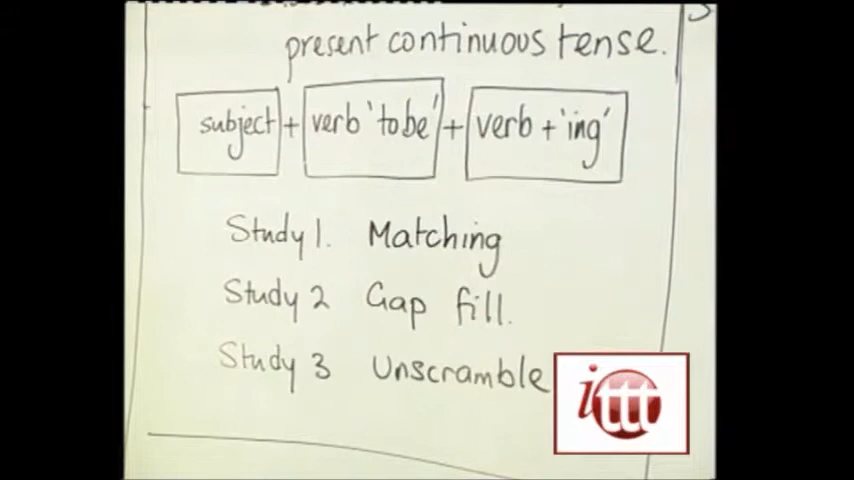 present continuous tense.
subject + verb 'to be' + verb + 'ing'
Study 1. Matching
Study 2 Gap fill.
Study 3 Unscramble
ittt